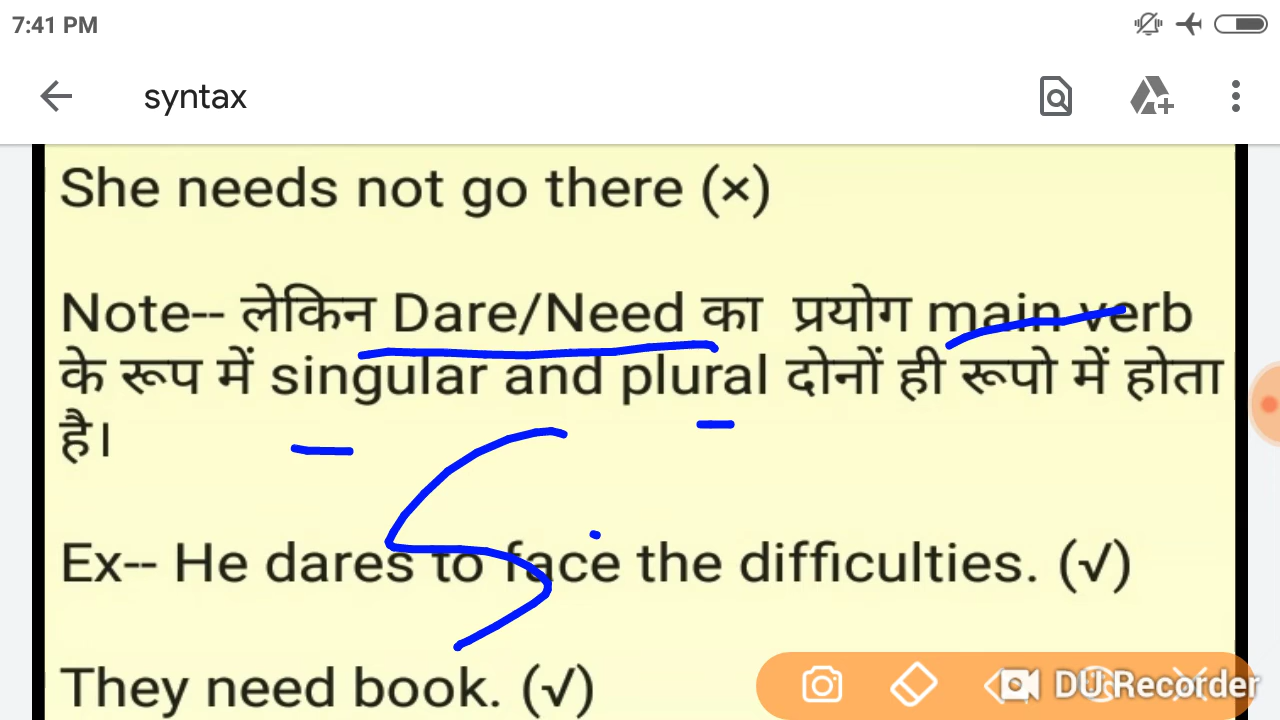 7:41 PM
syntax
She needs not go there (×)
Note-- लेकिन Dare/Need का प्रयोग main verb
के रूप में singular and plural दोनों ही रूपो में होता
है।
Ex-- He dares to face the difficulties. (√)
They need book. (√)
DU Recorder